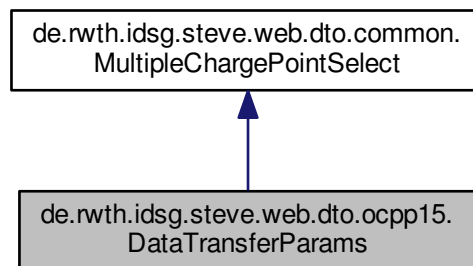 de.rwth.idsg.steve.web.dto.common.
MultipleChargePointSelect
de.rwth.idsg.steve.web.dto.ocpp15.
DataTransferParams